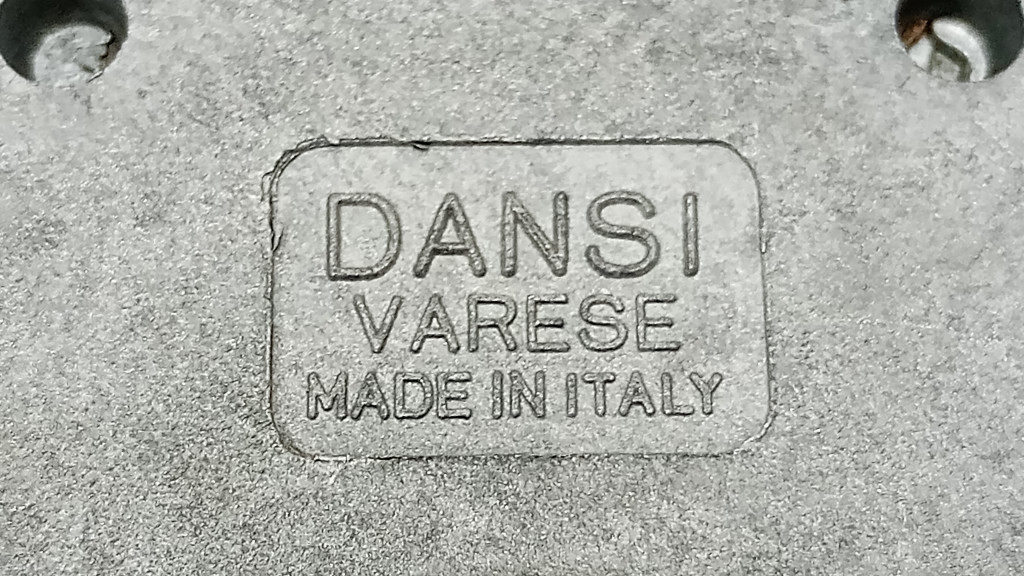 DANSI
VARESE
MADE IN ITALY